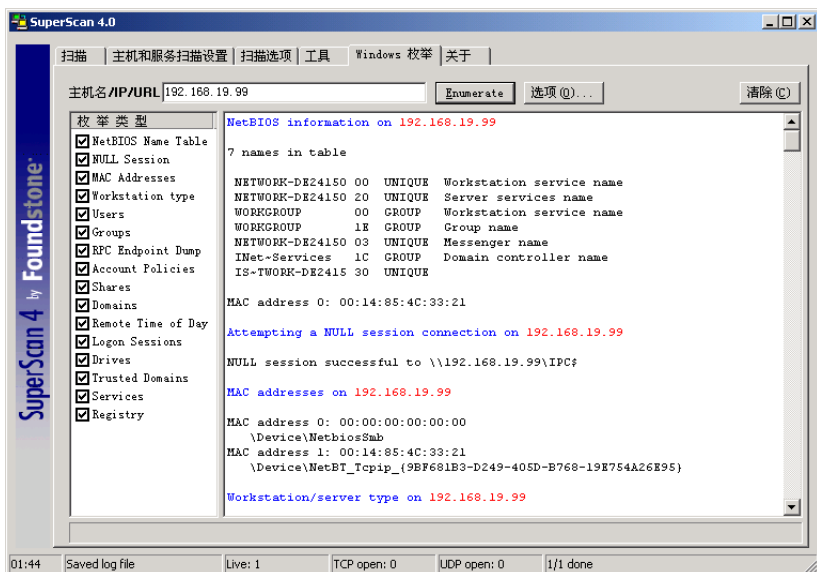 SuperScan 4.0
扫描 主机和服务扫描设置 扫描选项 工具 Windows 枚举 关于
主机名/IP/URL 192.168.19.99 Enumerate 选项(O)... 清除(C)
SuperScan 4 by Foundstone
枚 举 类 型
NetBIOS Name Table
NULL Session
MAC Addresses
Workstation type
Users
Groups
RPC Endpoint Dump
Account Policies
Shares
Domains
Remote Time of Day
Logon Sessions
Drives
Trusted Domains
Services
Registry
NetBIOS information on 192.168.19.99
7 names in table
NETWORK-DE24150 00 UNIQUE Workstation service name
NETWORK-DE24150 20 UNIQUE Server services name
WORKGROUP 00 GROUP Workstation service name
WORKGROUP 1E GROUP Group name
NETWORK-DE24150 03 UNIQUE Messenger name
INet~Services 1C GROUP Domain controller name
IS~TWORK-DE2415 30 UNIQUE
MAC address 0: 00:14:85:4C:33:21
Attempting a NULL session connection on 192.168.19.99
NULL session successful to \\192.168.19.99\IPC$
MAC addresses on 192.168.19.99
MAC address 0: 00:00:00:00:00:00
\Device\NetbiosSmb
MAC address 1: 00:14:85:4C:33:21
\Device\NetBT_Tcpip_{9BF681B3-D249-405D-B768-19E754A26E95}
Workstation/server type on 192.168.19.99
01:44 Saved log file Live: 1 TCP open: 0 UDP open: 0 1/1 done